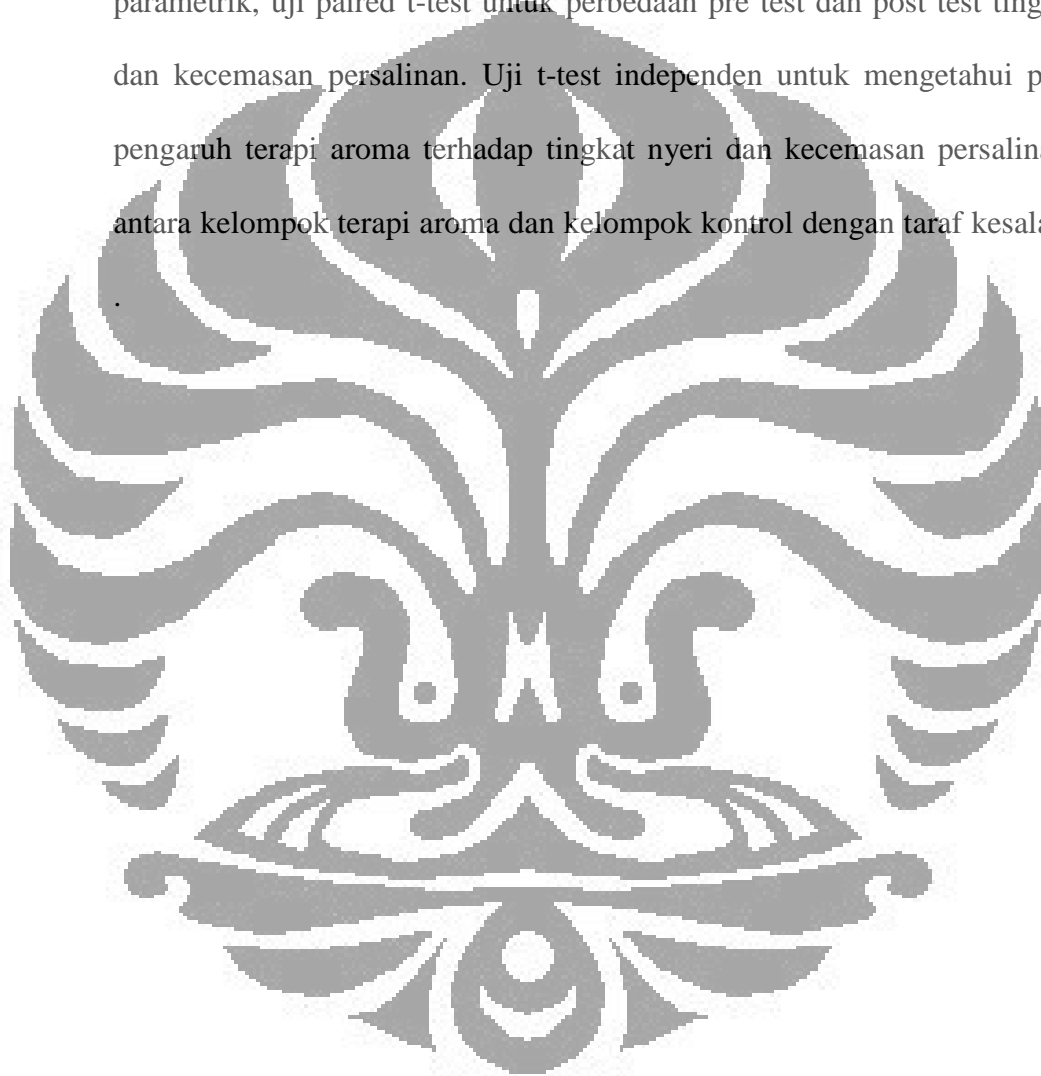 parametrik, uji paired t-test untuk perbedaan pre test dan post test ting
dan kecemasan persalinan. Uji t-test independen untuk mengetahui p
pengaruh terapi aroma terhadap tingkat nyeri dan kecemasan persalina
antara kelompok terapi aroma dan kelompok kontrol dengan taraf kesala
.